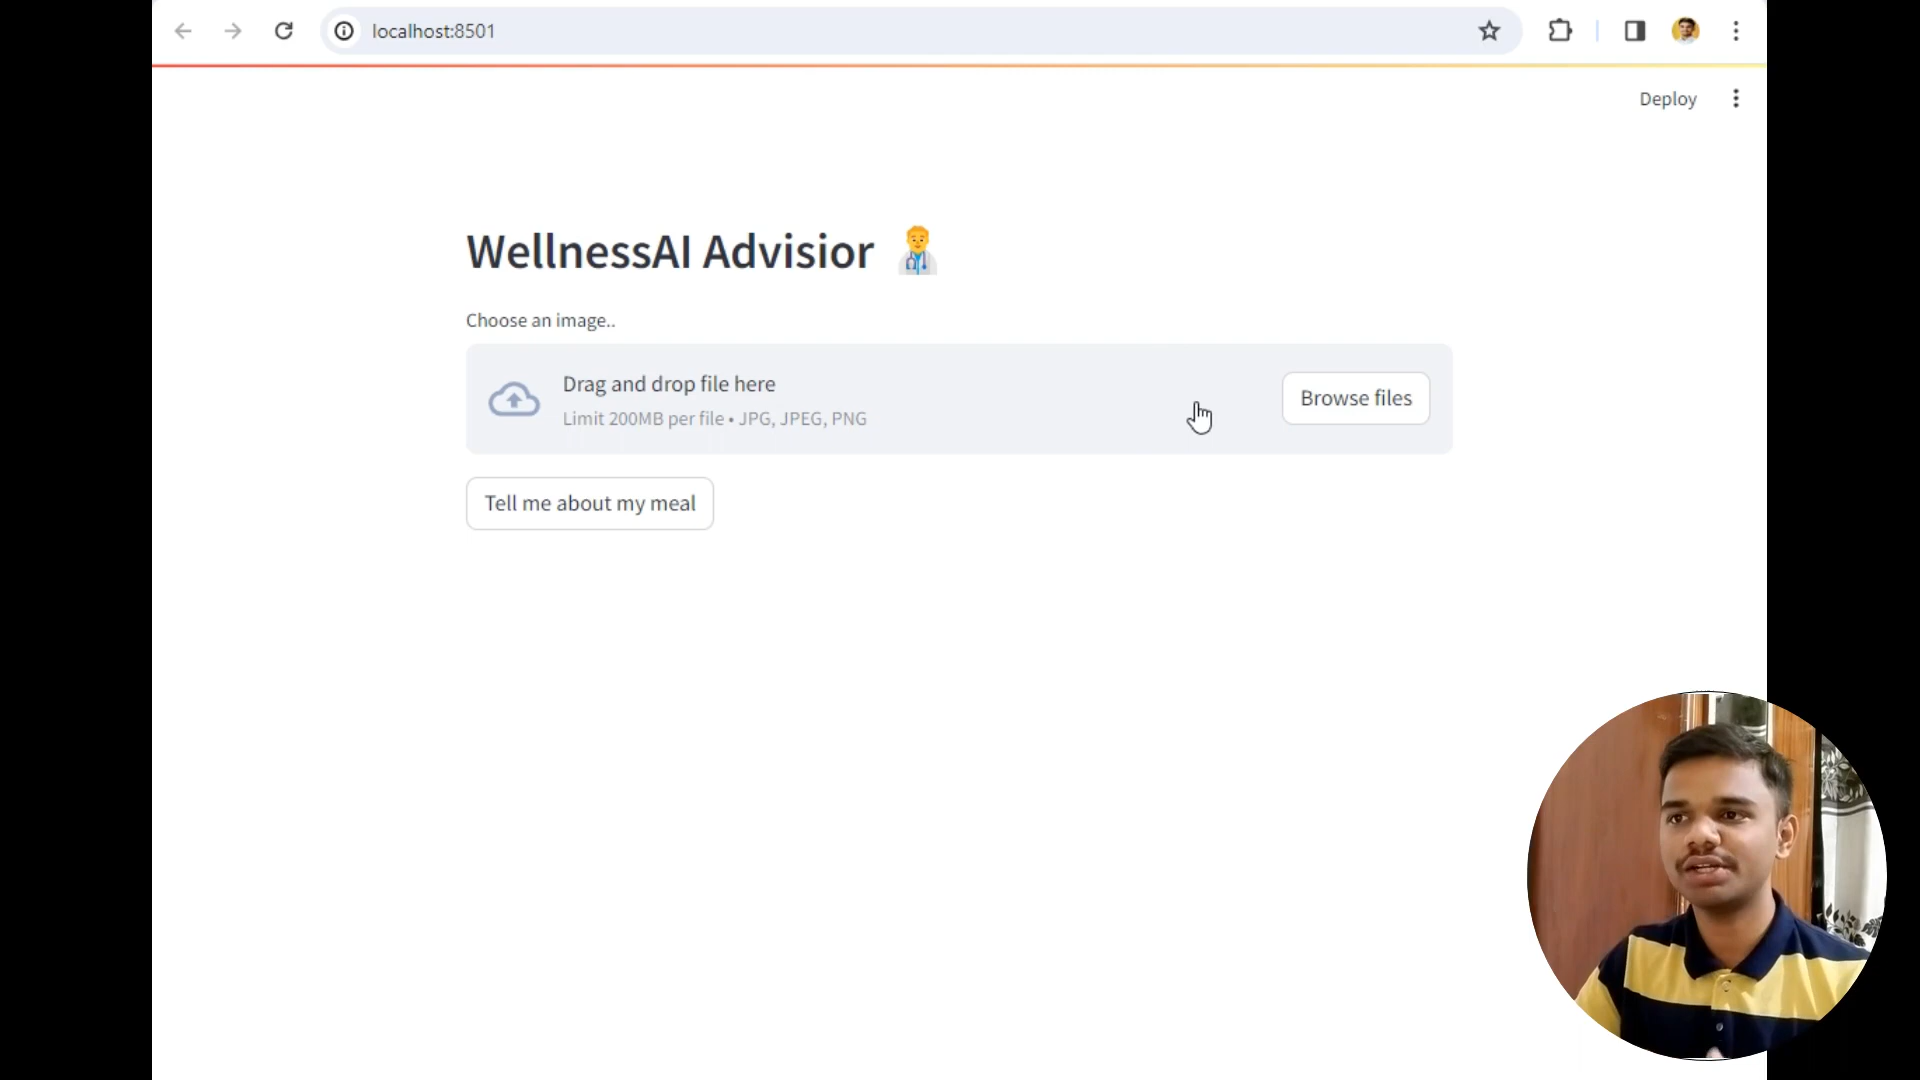 localhost:8501
Deploy
WellnessAI Advisior
Choose an image..
Drag and drop file here
Limit 200MB per file • JPG, JPEG, PNG
Browse files
Tell me about my meal